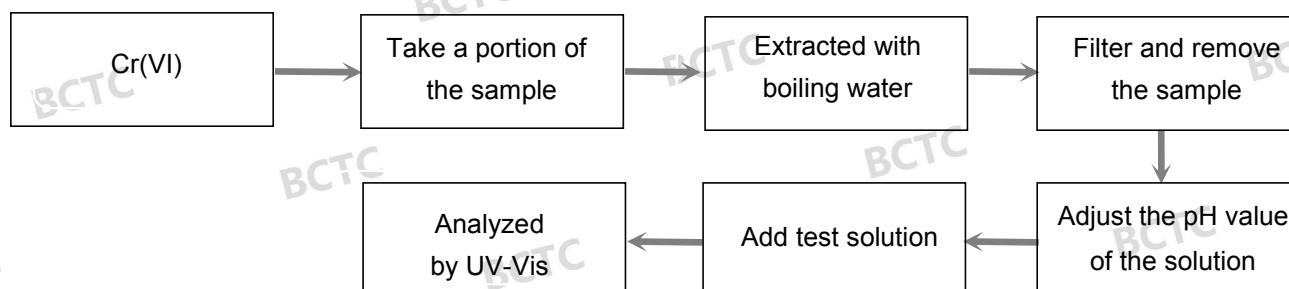 BCTC
Cr(VI)
Take a portion of
the sample
Extracted with
boiling water
Filter and remove
the sample
BCTC
BCTC
BC
BCTC
BCTC
Adjust the pH value
of the solution
Add test solution
Analyzed
by UV-Vis
BCTC
BCTC